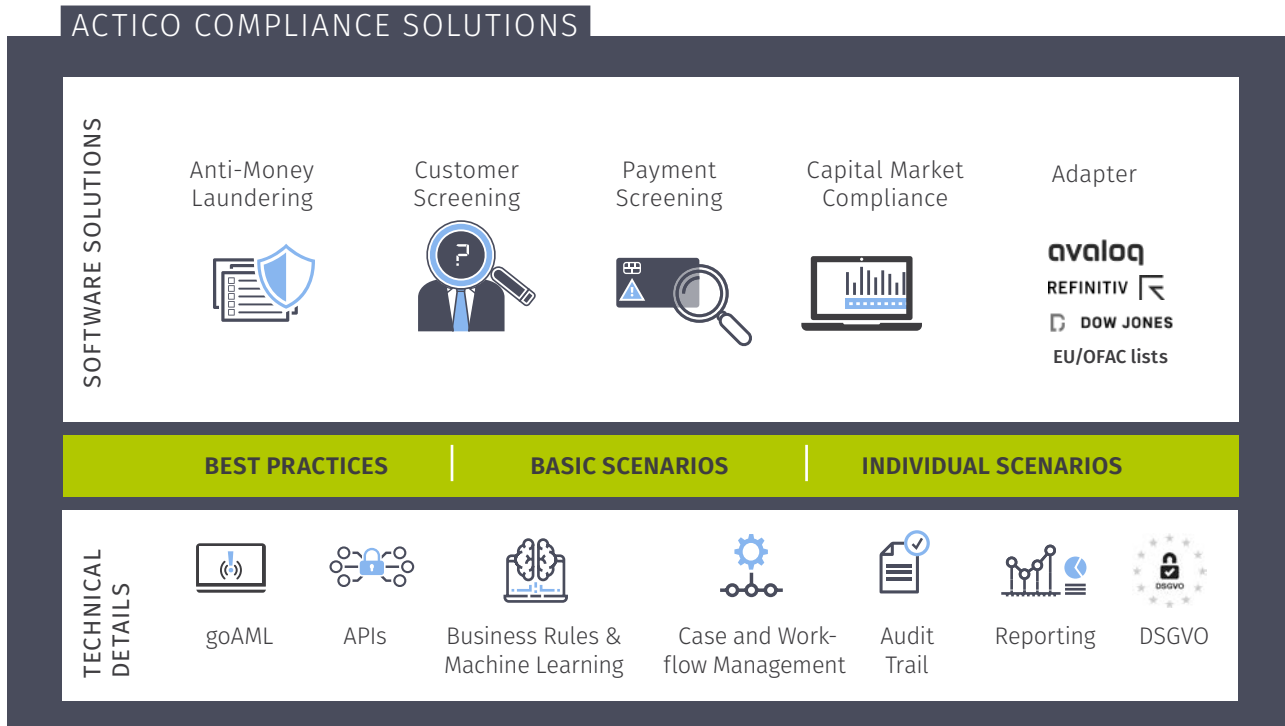 ACTICO COMPLIANCE SOLUTIONS
SOFTWARE SOLUTIONS
Anti-Money
Laundering
Customer
Screening
?
Payment
Screening
Capital Market
Compliance
Adapter
avaloq
REFINITIV
DOW JONES
EU/OFAC lists
BEST PRACTICES
BASIC SCENARIOS
INDIVIDUAL SCENARIOS
TECHNICAL
DETAILS
goAML
APIs
Business Rules &
Machine Learning
Case and Work-
flow Management
Audit
Trail
Reporting
DSGVO
DSGVO